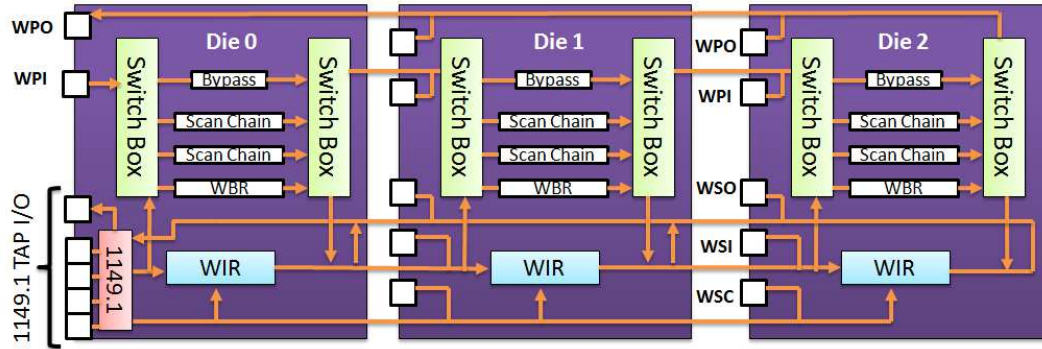 WPO
Die 0
Die 1
WPO
Die 2
WPI
WPI
Switch Box
Bypass
Scan Chain
Scan Chain
WBR
Switch Box
Switch Box
Bypass
Scan Chain
Scan Chain
WBR
Switch Box
Switch Box
Bypass
Scan Chain
Scan Chain
WBR
Switch Box
WSO
1149.1 TAP I/O
1149.1
WIR
WIR
WSI
WIR
WSC